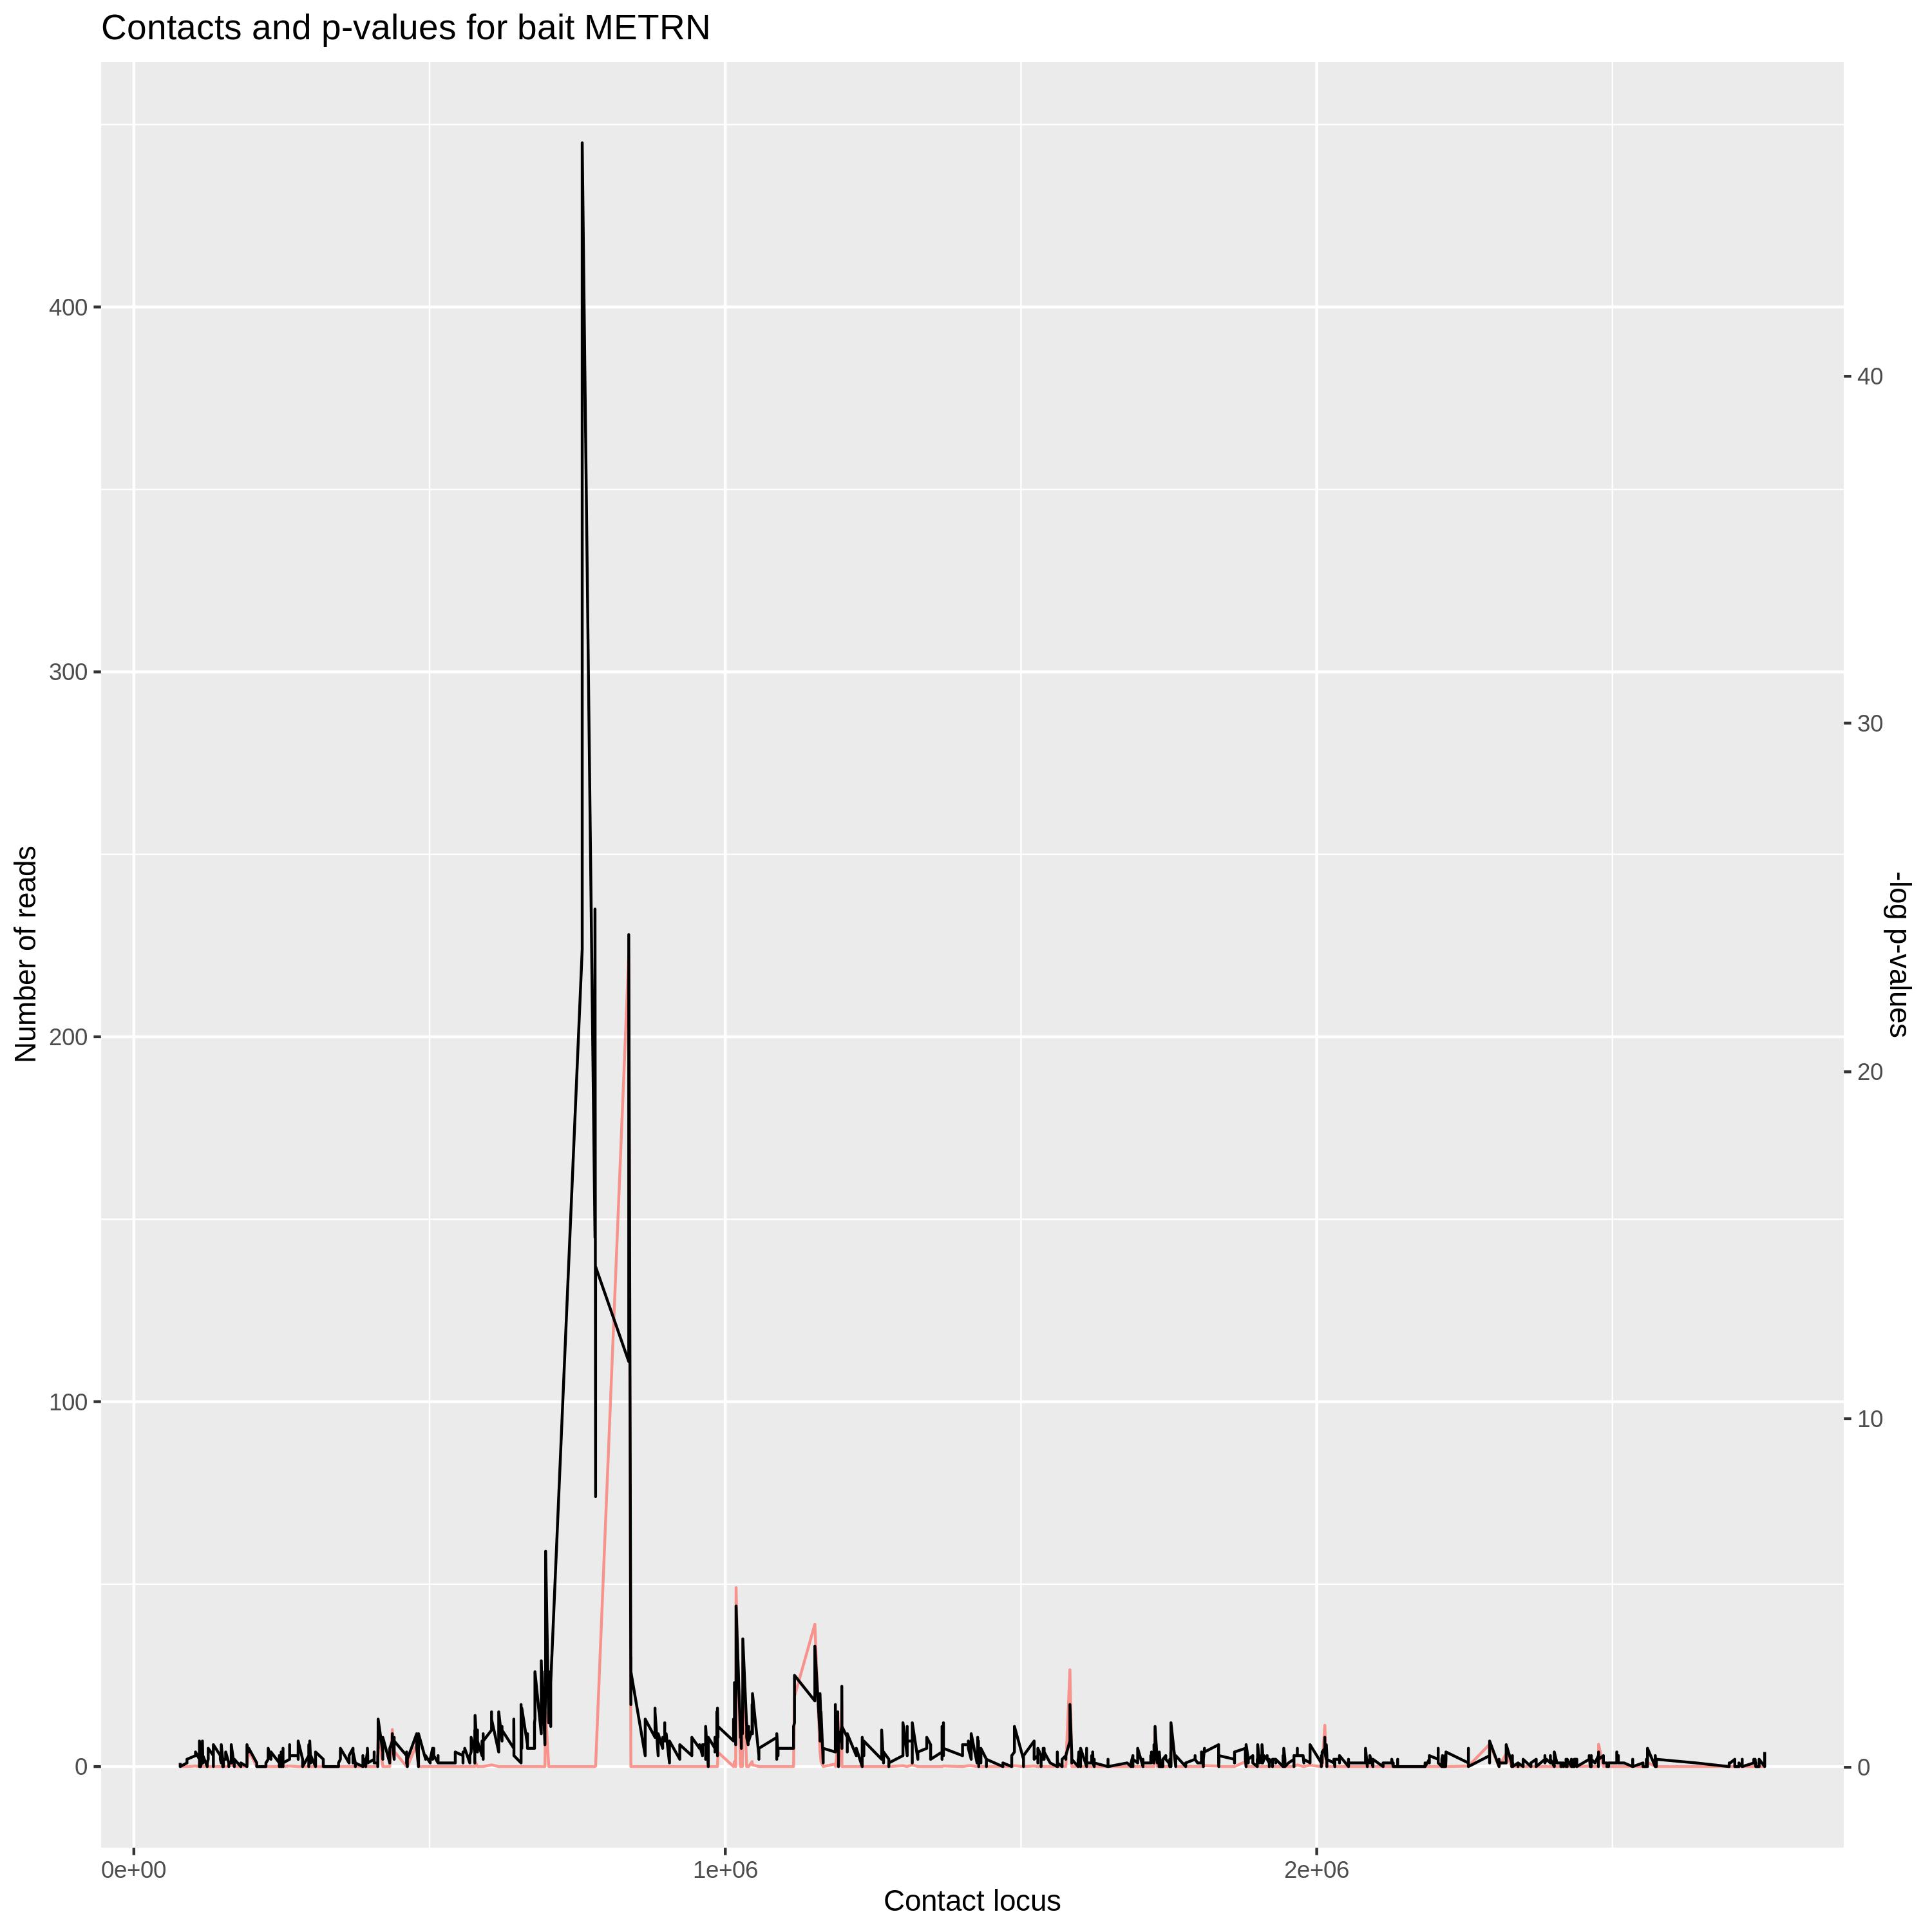 Contacts and p-values for bait METRN
400
300
200
100
0
Number of reads
40
30
20
10
0
-log p-values
0e+00
1e+06
2e+06
Contact locus